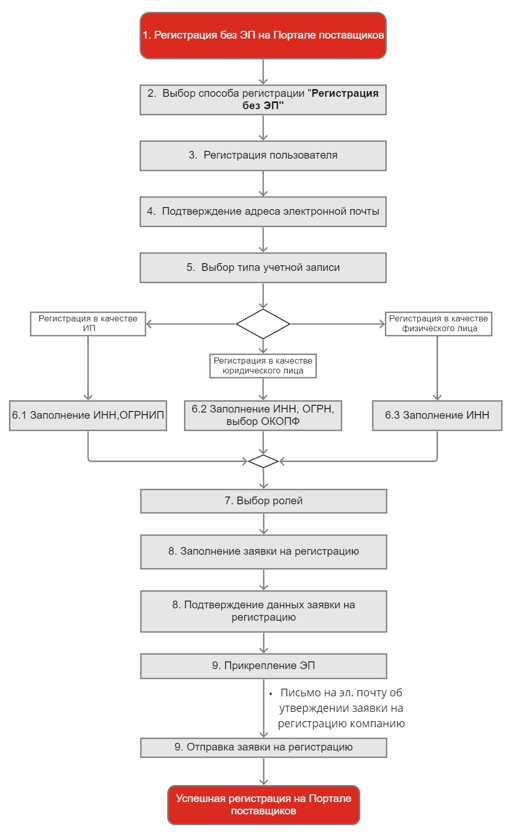 1. Регистрация без ЭП на Портале поставщиков
2. Выбор способа регистрации "Регистрация
без ЭП"
3. Регистрация пользователя
4. Подтверждение адреса электронной почты
5. Выбор типа учетной записи
Регистрация в качестве
ИП
Регистрация в качестве
физического лица
Регистрация в качестве
юридического лица
6.1 Заполнение ИНН,ОГРНИП
6.2 Заполнение ИНН, ОГРН,
выбор ОКОПФ
6.3 Заполнение ИНН
7. Выбор ролей
8. Заполнение заявки на регистрацию
8. Подтверждение данных заявки на
регистрацию
9. Прикрепление ЭП
• Письмо на эл. почту об
утверждении заявки на
регистрацию компанию
9. Отправка заявки на регистрацию
Успешная регистрация на Портале
поставщиков